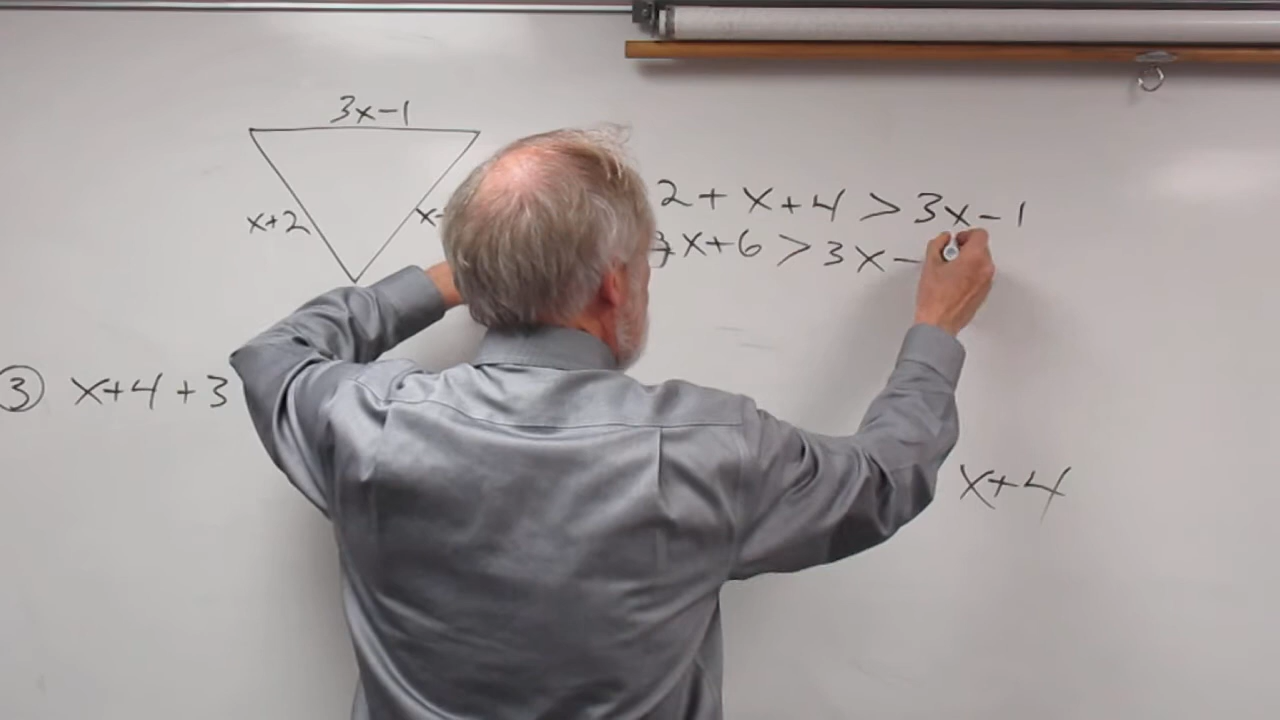 3x-1
x+2
x-
2+x+4>3x-1
x+6>3x-
③ x+4+3
x+4